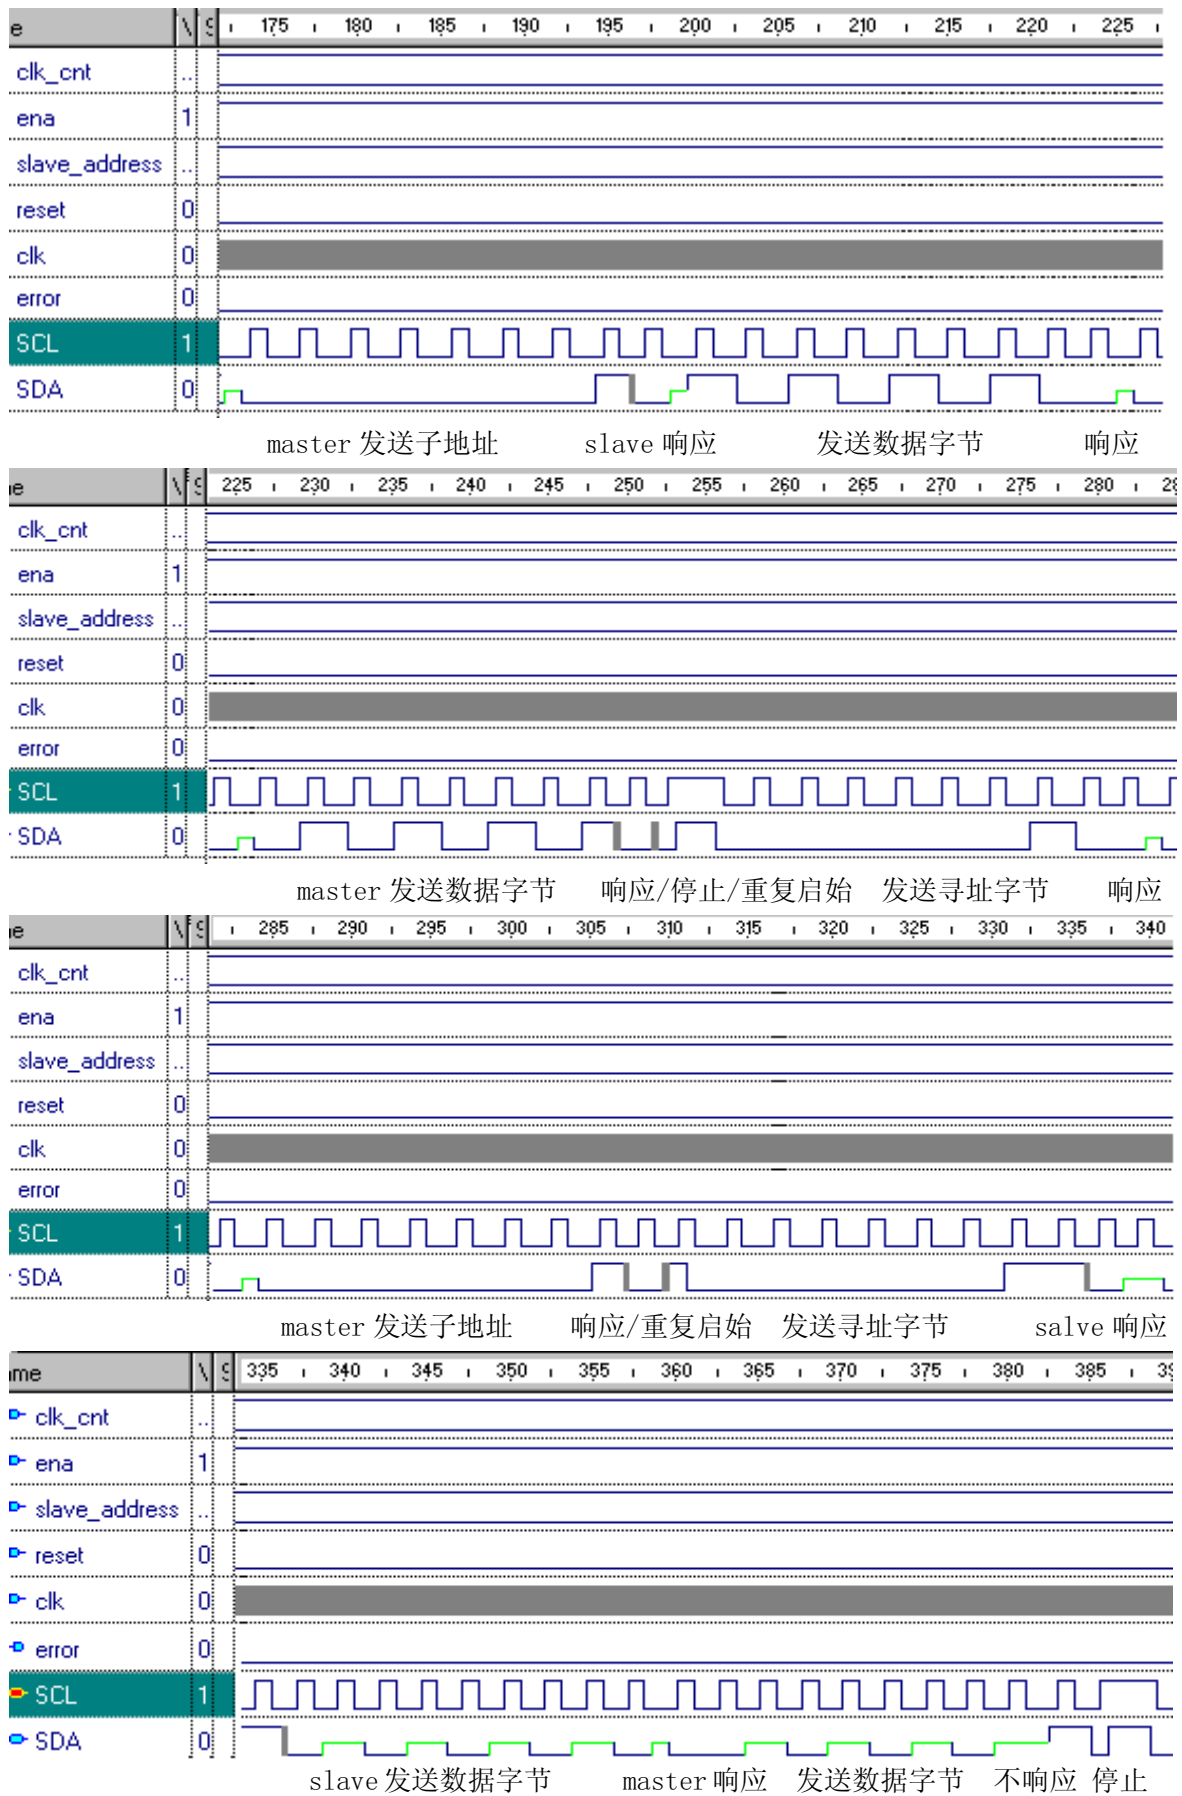 e \ S 175 180 185 190 195 200 205 210 215 220 225
clk_cnt ..
ena 1
slave_address ..
reset 0
clk 0
error 0
SCL 1
SDA 0
master 发送子地址 slave 响应 发送数据字节 响应
ie \ S 225 230 235 240 245 250 255 260 265 270 275 280 28
clk_cnt ..
ena 1
slave_address ..
reset 0
clk 0
error 0
SCL 1
SDA 0
master 发送数据字节 响应/停止/重复启始 发送寻址字节 响应
ie \ S 285 290 295 300 305 310 315 320 325 330 335 340
clk_cnt ..
ena 1
slave_address ..
reset 0
clk 0
error 0
SCL 1
SDA 0
master 发送子地址 响应/重复启始 发送寻址字节 salve 响应
ime \ S 335 340 345 350 355 360 365 370 375 380 385 39
clk_cnt ..
ena 1
slave_address ..
reset 0
clk 0
error 0
SCL 1
SDA 0
slave 发送数据字节 master 响应 发送数据字节 不响应 停止